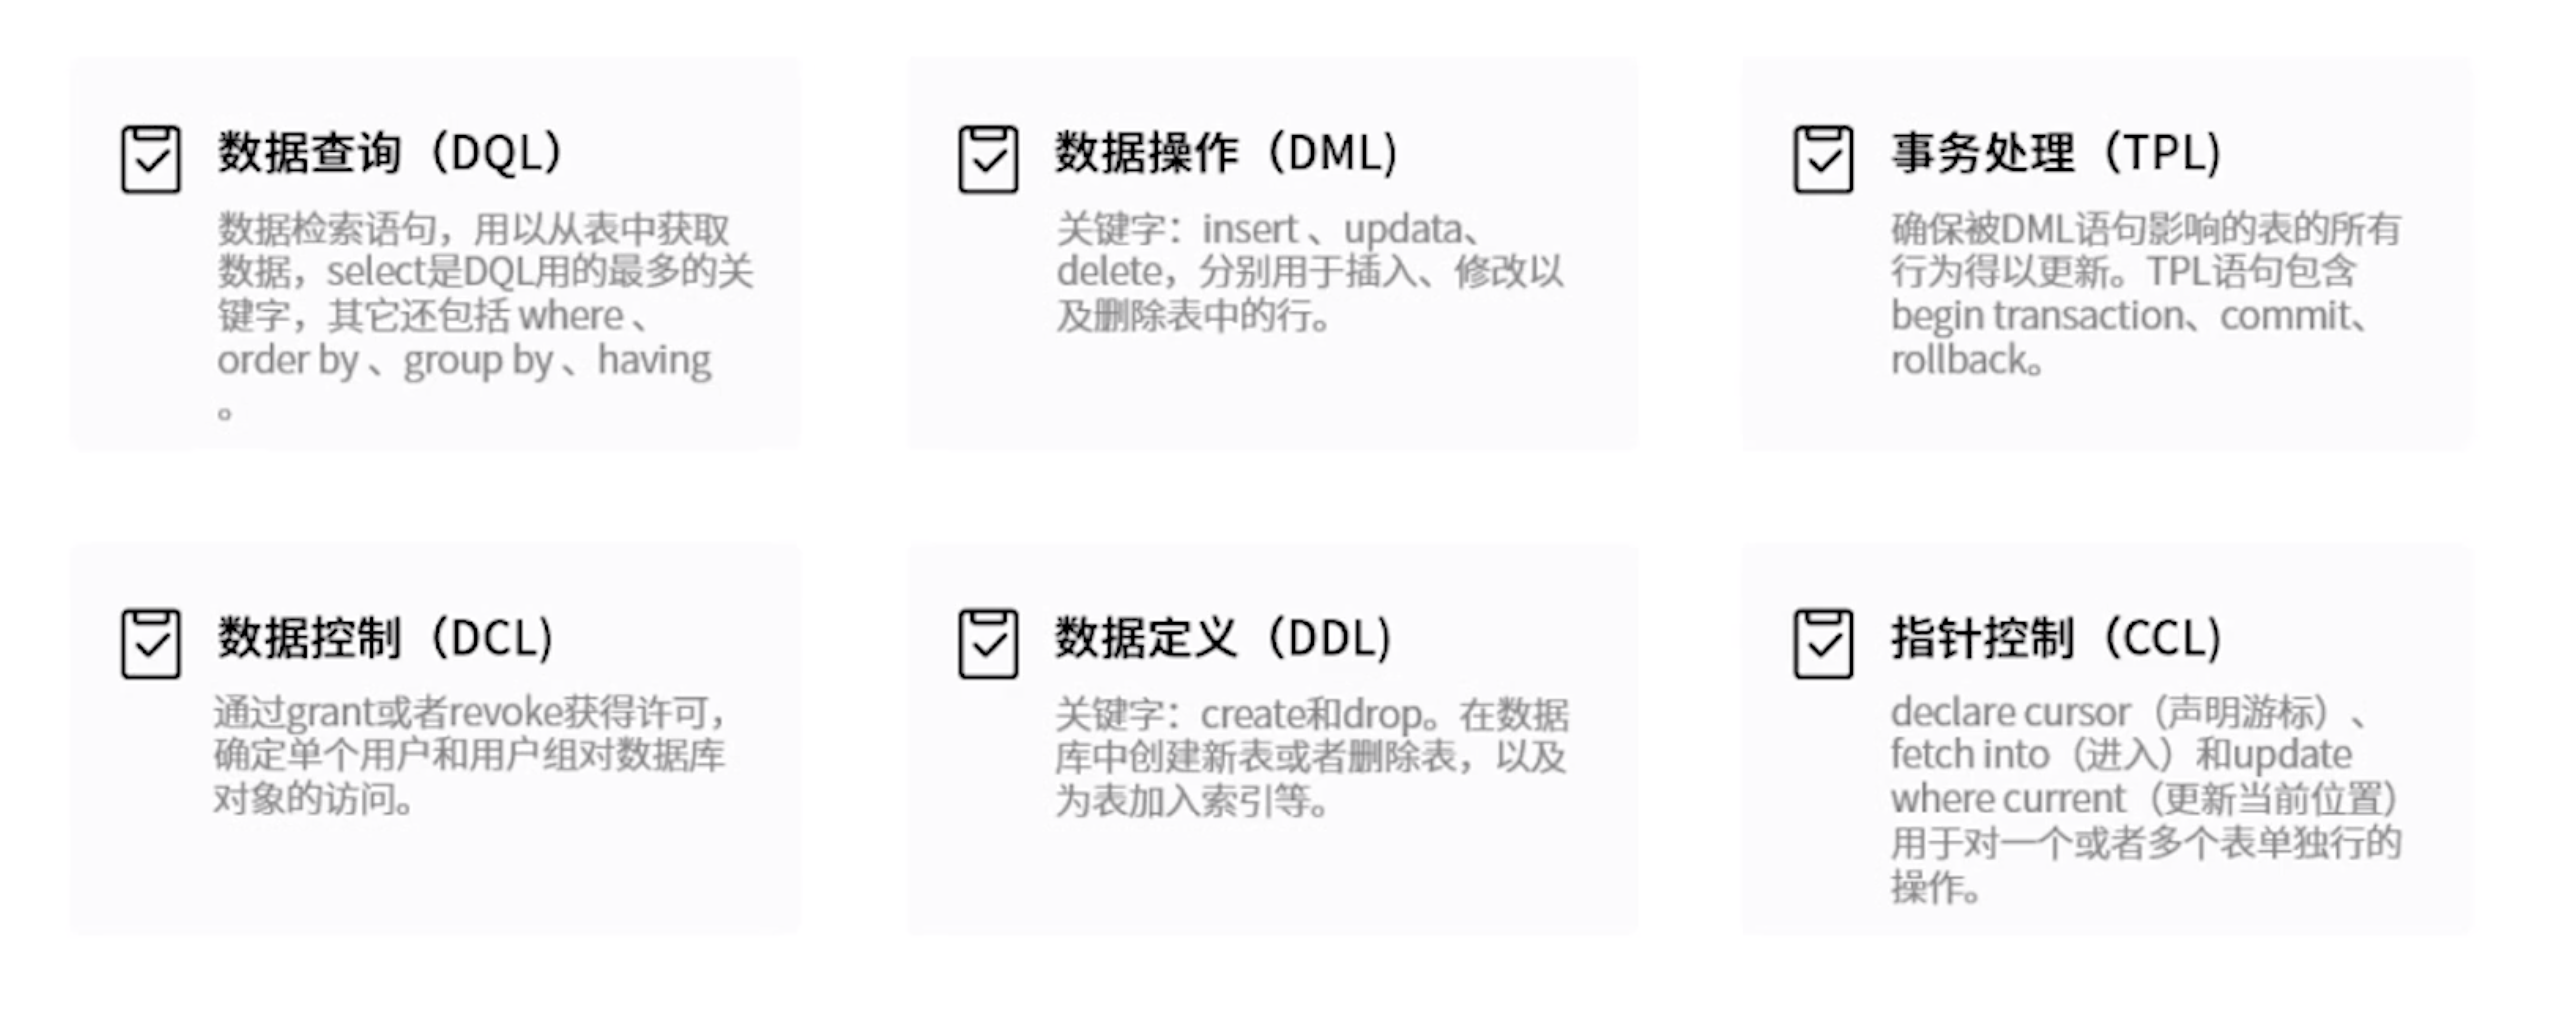 数据查询（DQL）
数据检索语句，用以从表中获取
数据，select是DQL用的最多的关
键字，其它还包括 where 、
order by 、group by 、having
。
数据操作（DML)
关键字：insert 、updata、
delete，分别用于插入、修改以
及删除表中的行。
事务处理（TPL)
确保被DML语句影响的表的所有
行为得以更新。TPL语句包含
begin transaction、commit、
rollback。
数据控制（DCL)
通过grant或者revoke获得许可，
确定单个用户和用户组对数据库
对象的访问。
数据定义（DDL)
关键字：create和drop。在数据
库中创建新表或者删除表，以及
为表加入索引等。
指针控制（CCL)
declare cursor（声明游标）、
fetch into（进入）和update
where current（更新当前位置）
用于对一个或者多个表单独行的
操作。